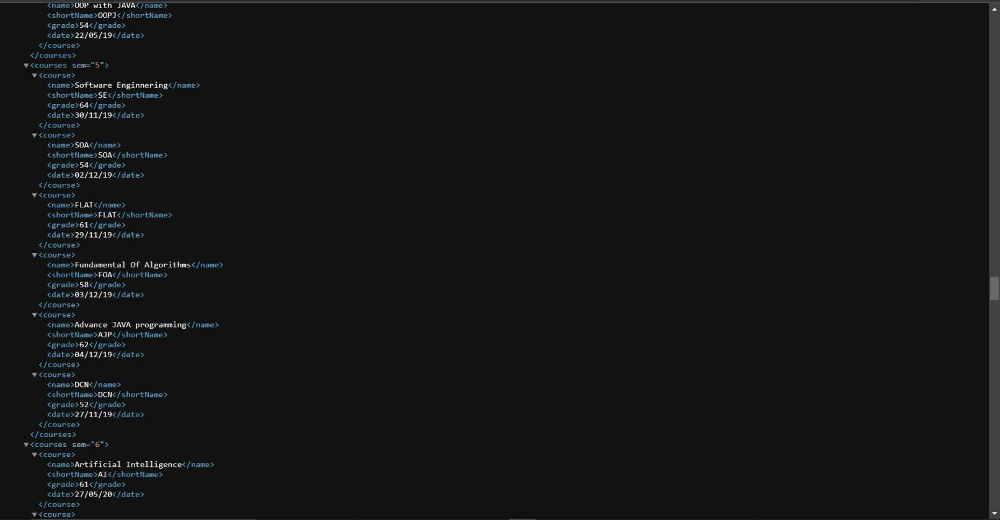 <name>OOP with JAVA</name>
<shortName>OOPJ</shortName>
<grade>54</grade>
<date>22/05/19</date>
</course>
</courses>
▼<courses sem="5">
▼<course>
<name>Software Enginnering</name>
<shortName>SE</shortName>
<grade>64</grade>
<date>30/11/19</date>
</course>
▼<course>
<name>SOA</name>
<shortName>SOA</shortName>
<grade>54</grade>
<date>02/12/19</date>
</course>
▼<course>
<name>FLAT</name>
<shortName>FLAT</shortName>
<grade>61</grade>
<date>29/11/19</date>
</course>
▼<course>
<name>Fundamental Of Algorithms</name>
<shortName>FOA</shortName>
<grade>58</grade>
<date>03/12/19</date>
</course>
▼<course>
<name>Advance JAVA programming</name>
<shortName>AJP</shortName>
<grade>62</grade>
<date>04/12/19</date>
</course>
▼<course>
<name>DCN</name>
<shortName>DCN</shortName>
<grade>52</grade>
<date>27/11/19</date>
</course>
</courses>
▼<courses sem="6">
▼<course>
<name>Artificial Intelligence</name>
<shortName>AI</shortName>
<grade>61</grade>
<date>27/05/20</date>
</course>
▼<course>